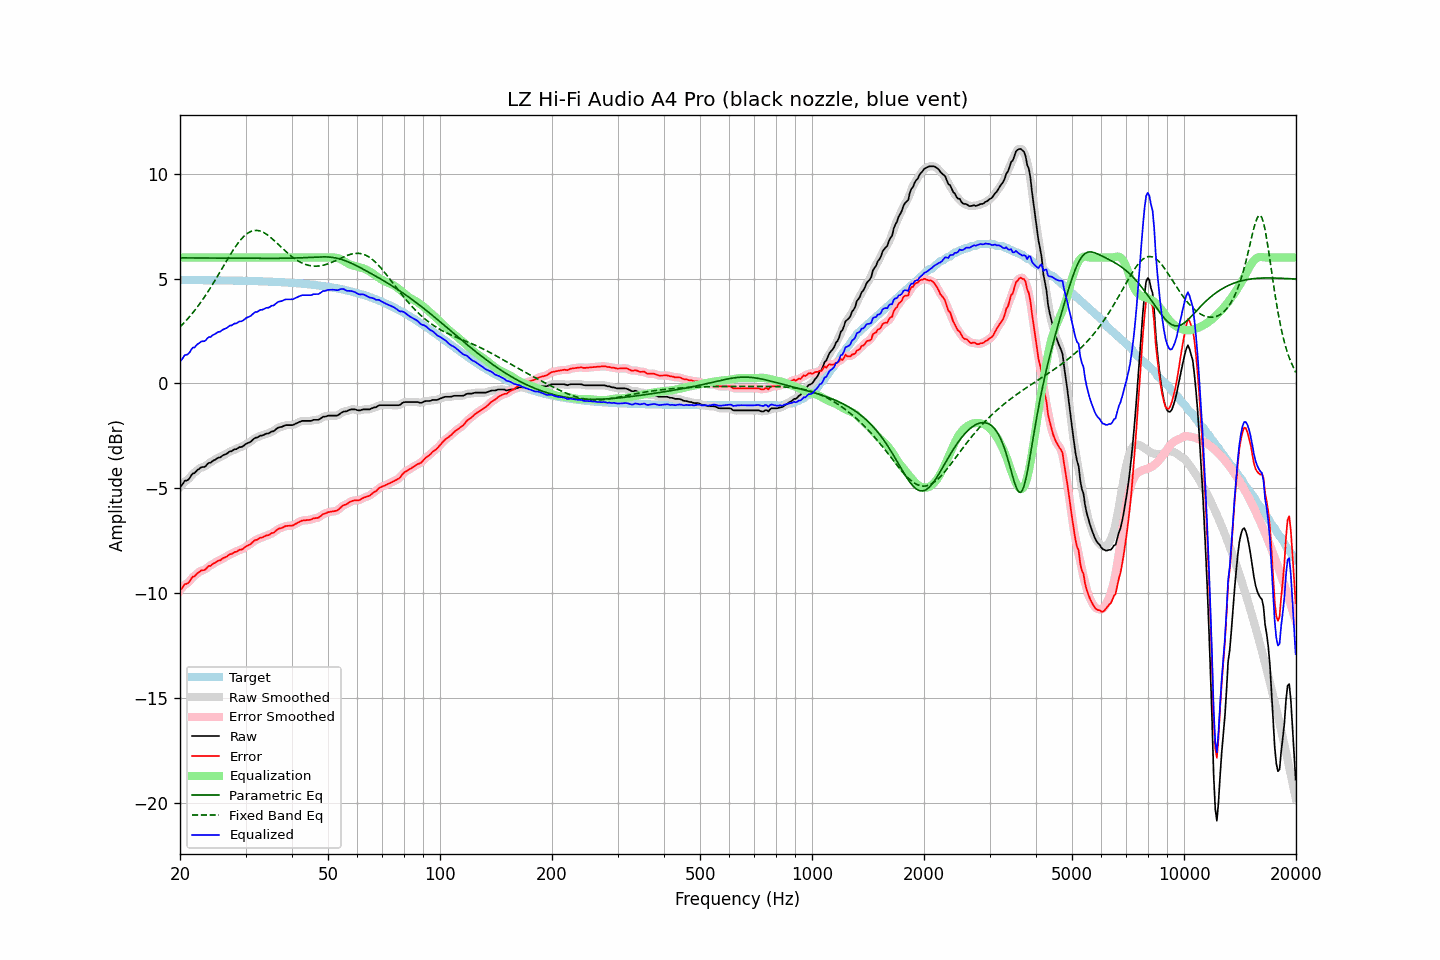 LZ Hi-Fi Audio A4 Pro (black nozzle, blue vent)
Amplitude (dBr)
10
5
0
−5
−10
−15
−20
Target
Raw Smoothed
Error Smoothed
Raw
Error
Equalization
Parametric Eq
Fixed Band Eq
Equalized
20 50 100 200 500 1000 2000 5000 10000 20000
Frequency (Hz)